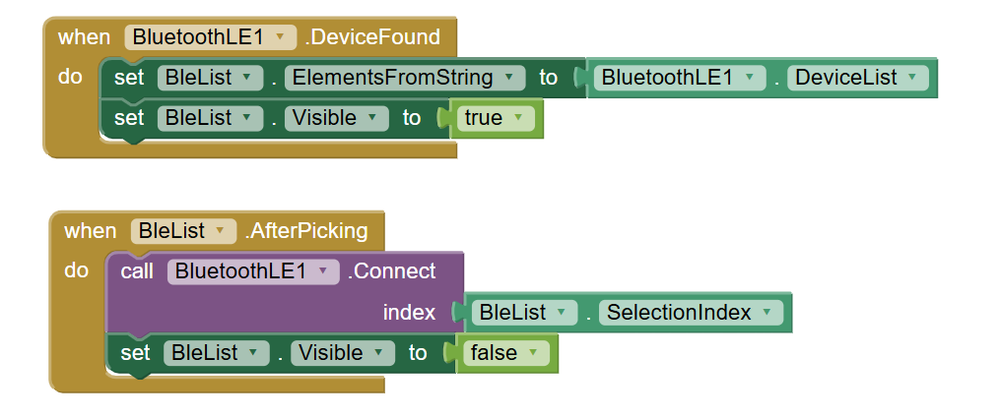 when BluetoothLE1 .DeviceFound
do set BleList . ElementsFromString to BluetoothLE1 . DeviceList
set BleList . Visible to true
when BleList .AfterPicking
do call BluetoothLE1 .Connect
index BleList . SelectionIndex
set BleList . Visible to false